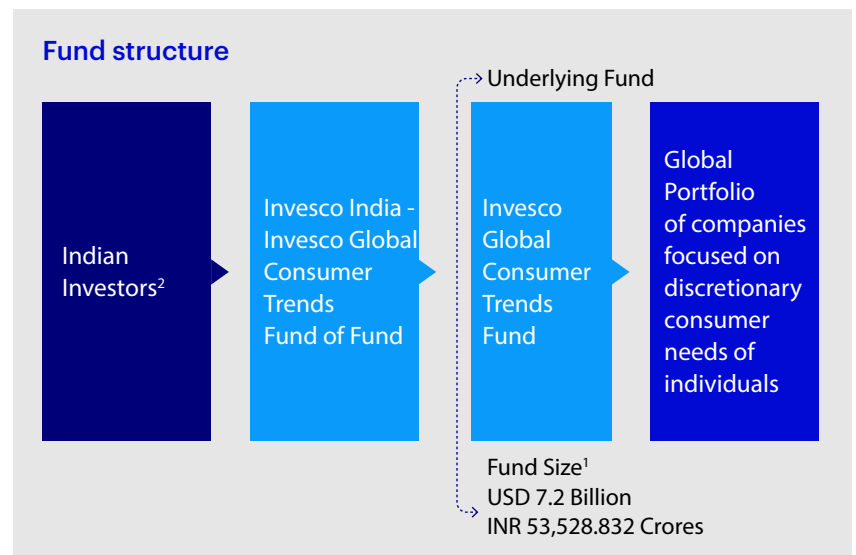 Fund structure
Underlying Fund
Indian
Investors²
Invesco India -
Invesco Global
Consumer
Trends
Fund of Fund
Invesco
Global
Consumer
Trends
Fund
Global
Portfolio
of companies
focused on
discretionary
consumer
needs of
individuals
Fund Size¹
USD 7.2 Billion
INR 53,528.832 Crores